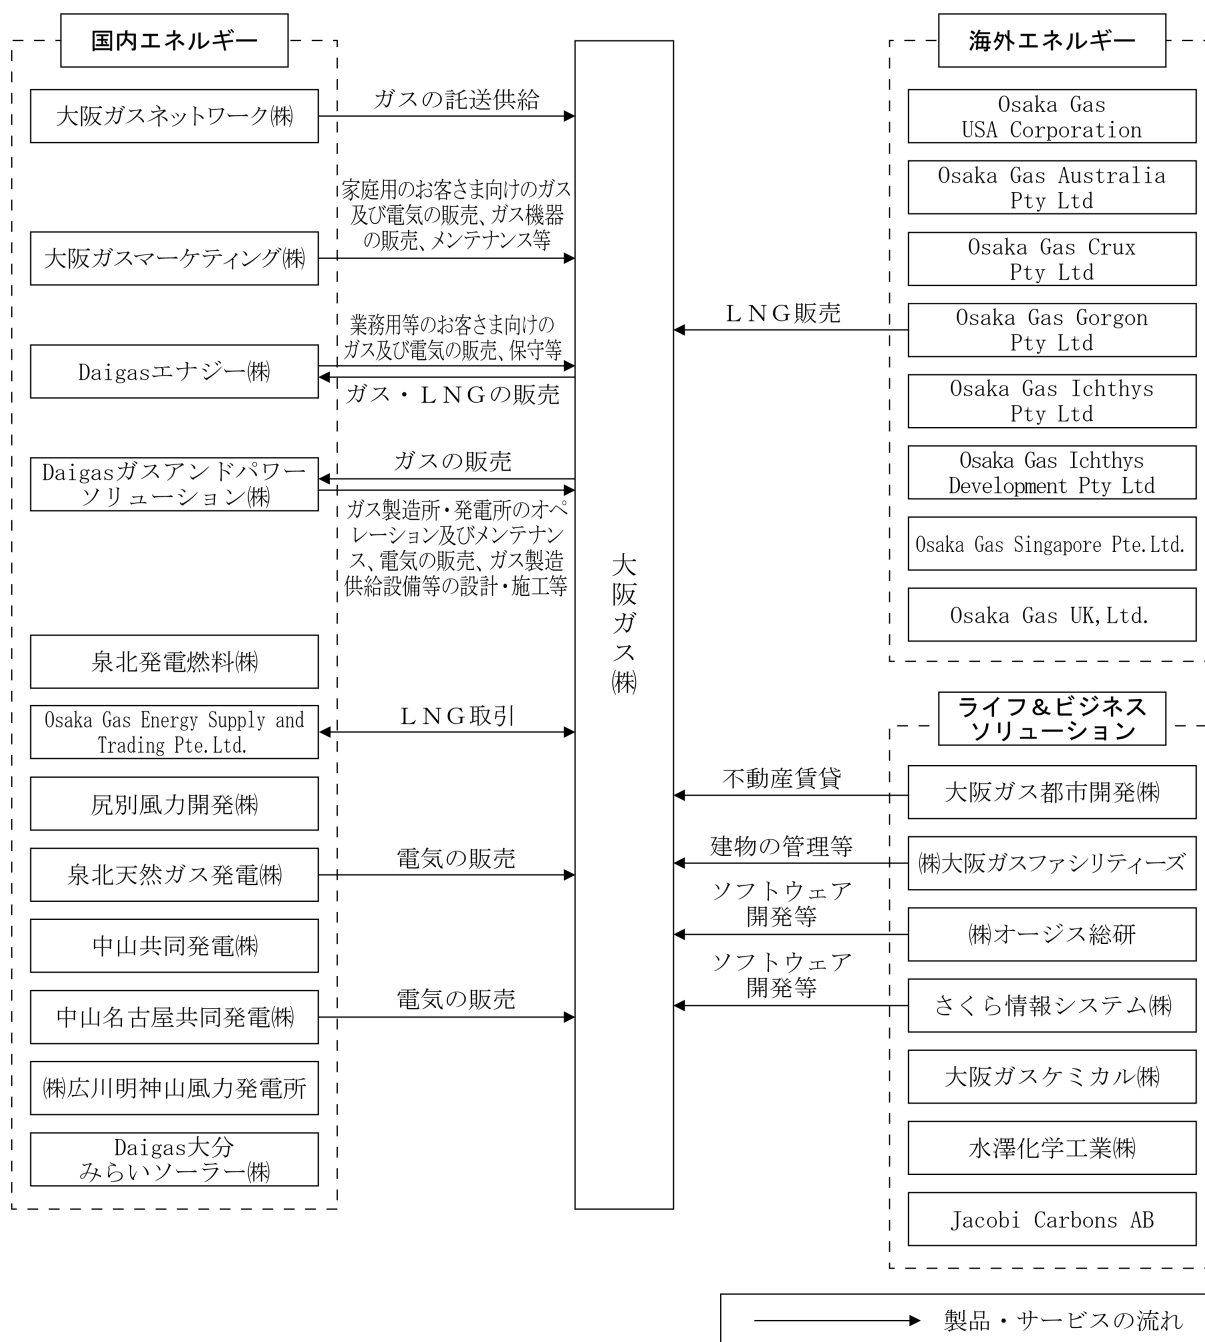 国内エネルギー
大阪ガスネットワーク㈱
ガスの託送供給
家庭用のお客さま向けのガス
及び電気の販売、ガス機器
の販売、メンテナンス等
大阪ガスマーケティング㈱
業務用等のお客さま向けの
ガス及び電気の販売、保守等
Daigasエナジー㈱
ガス・ＬＮＧの販売
Daigasガスアンドパワー
ソリューション㈱
ガスの販売
ガス製造所・発電所のオペ
レーション及びメンテナン
ス、電気の販売、ガス製造
供給設備等の設計・施工等
泉北発電燃料㈱
Osaka Gas Energy Supply and
Trading Pte.Ltd.
ＬＮＧ取引
尻別風力開発㈱
泉北天然ガス発電㈱
電気の販売
中山共同発電㈱
中山名古屋共同発電㈱
電気の販売
㈱広川明神山風力発電所
Daigas大分
みらいソーラー㈱
大阪ガス㈱
海外エネルギー
Osaka Gas
USA Corporation
Osaka Gas Australia
Pty Ltd
Osaka Gas Crux
Pty Ltd
ＬＮＧ販売
Osaka Gas Gorgon
Pty Ltd
Osaka Gas Ichthys
Pty Ltd
Osaka Gas Ichthys
Development Pty Ltd
Osaka Gas Singapore Pte.Ltd.
Osaka Gas UK,Ltd.
ライフ＆ビジネス
ソリューション
不動産賃貸
大阪ガス都市開発㈱
建物の管理等
㈱大阪ガスファシリティーズ
ソフトウェア
開発等
㈱オージス総研
ソフトウェア
開発等
さくら情報システム㈱
大阪ガスケミカル㈱
水澤化学工業㈱
Jacobi Carbons AB
製品・サービスの流れ